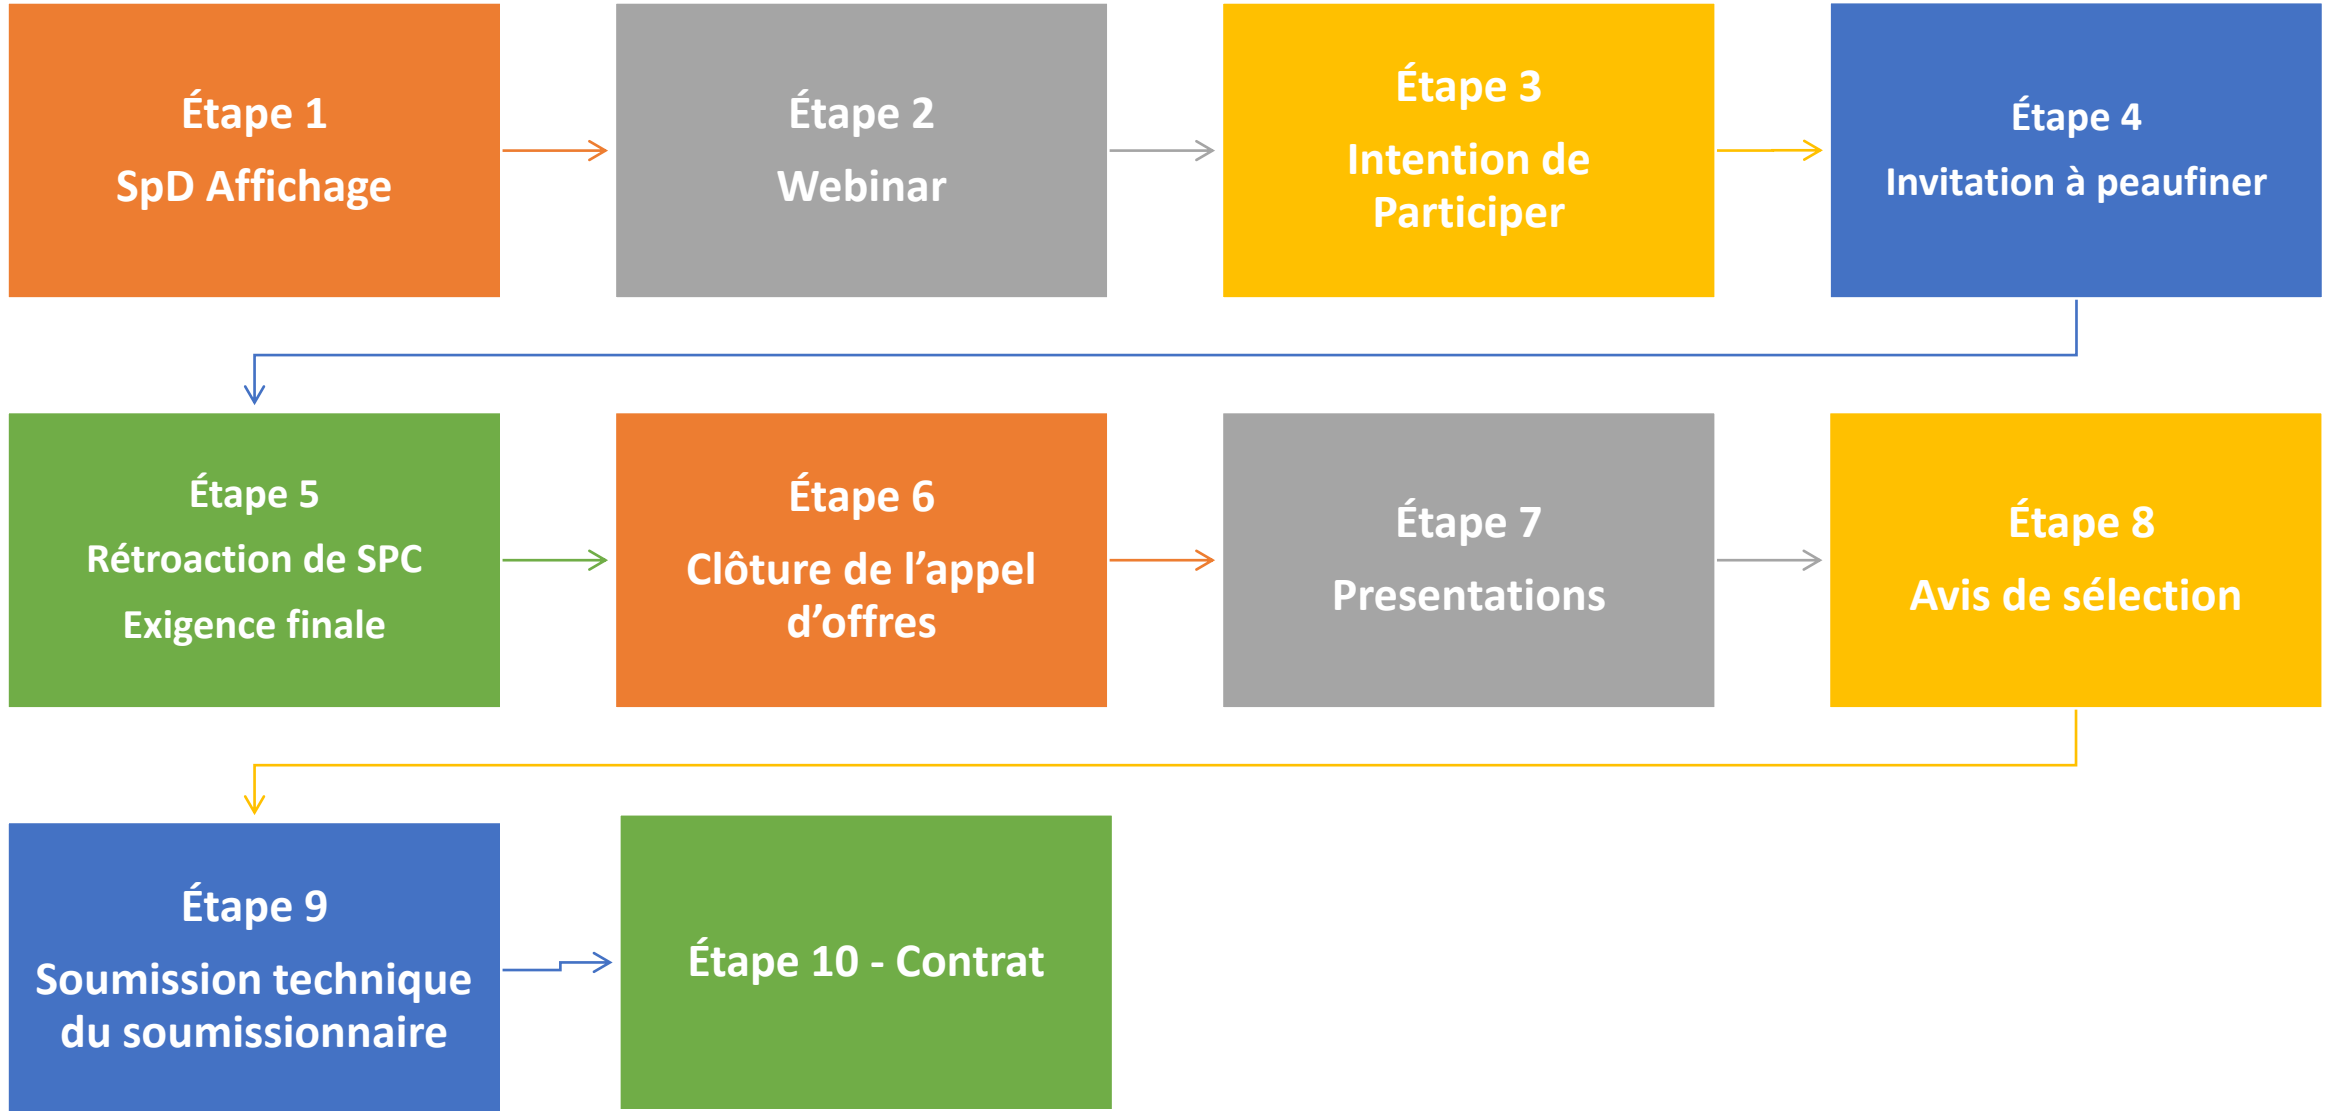 Étape 1
SpD Affichage
Étape 2
Webinar
Étape 3
Intention de
Participer
Étape 4
Invitation à peaufiner
Étape 5
Rétroaction de SPC
Exigence finale
Étape 6
Clôture de l’appel
d’offres
Étape 7
Presentations
Étape 8
Avis de sélection
Étape 9
Soumission technique
du soumissionnaire
Étape 10 - Contrat